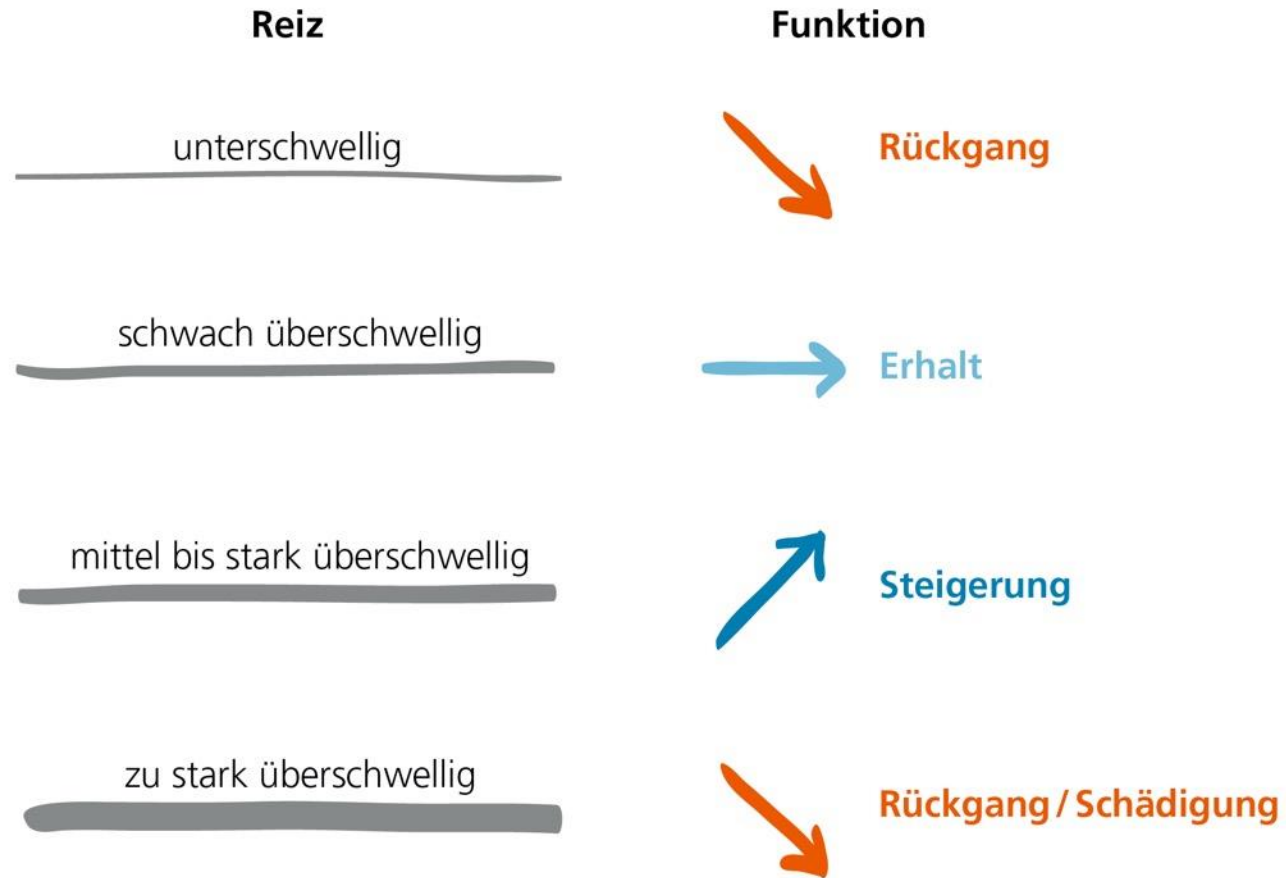 Reiz
Funktion
unterschwellig
Rückgang
schwach überschwellig
Erhalt
mittel bis stark überschwellig
Steigerung
zu stark überschwellig
Rückgang / Schädigung